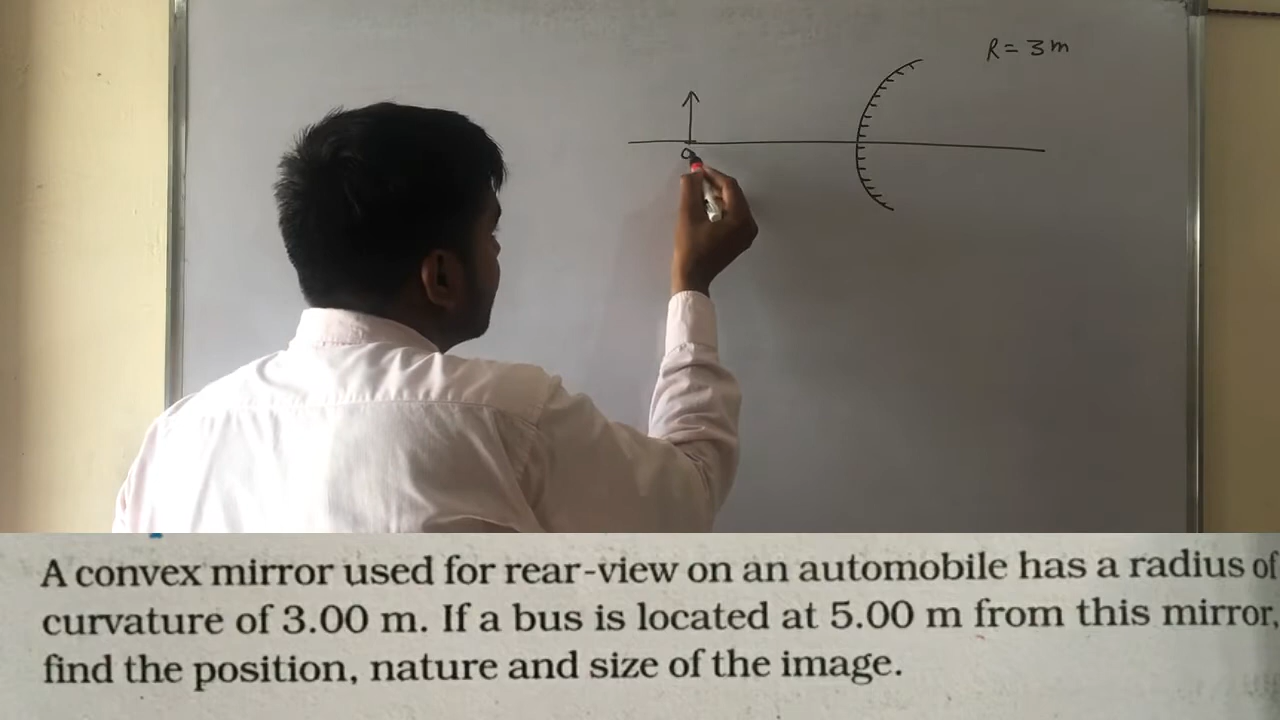 R = 3 m
O
A convex mirror used for rear-view on an automobile has a radius of
curvature of 3.00 m. If a bus is located at 5.00 m from this mirror,
find the position, nature and size of the image.